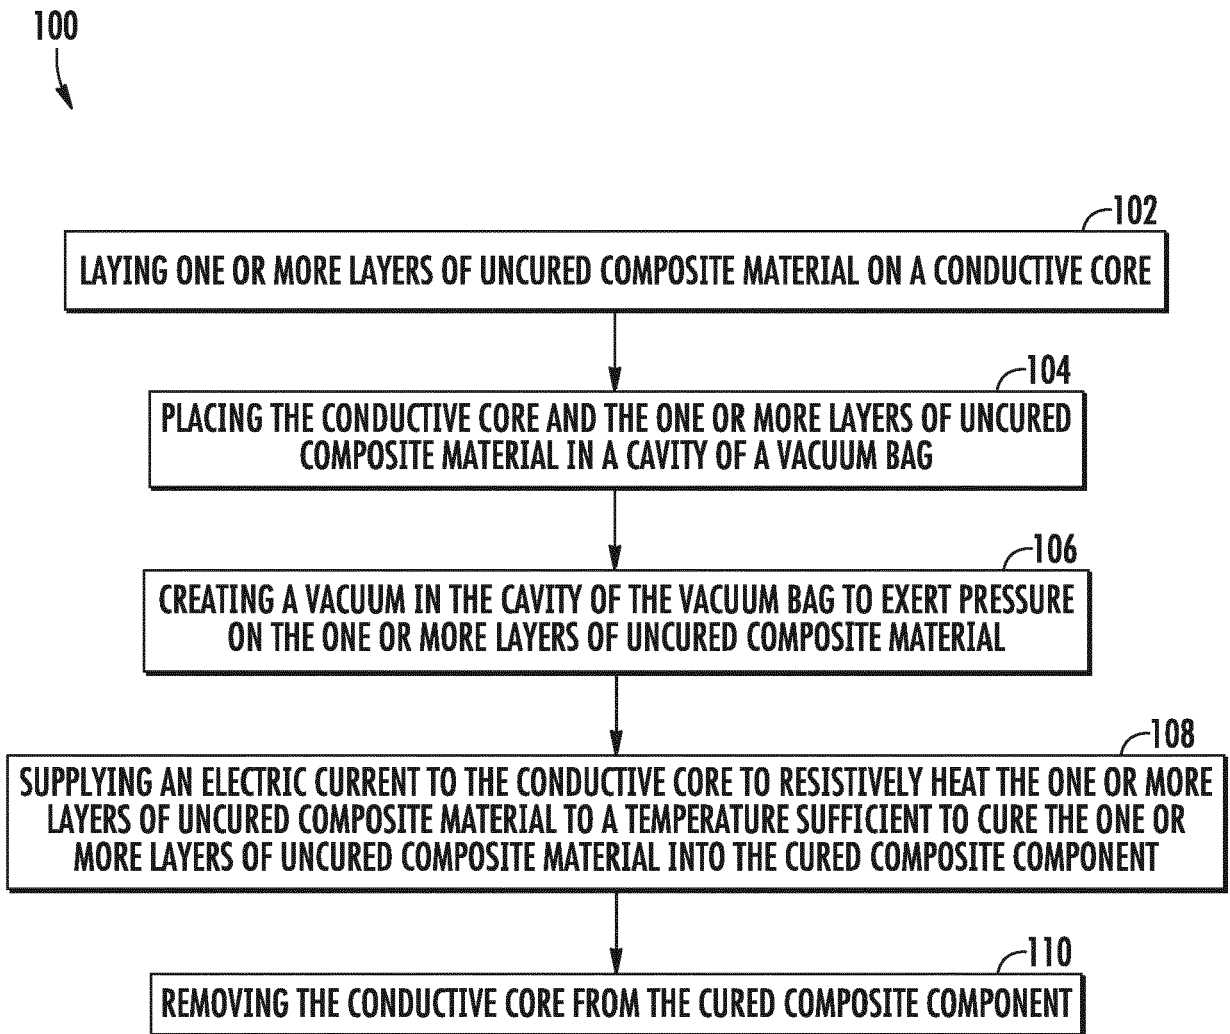 100
102
LAYING ONE OR MORE LAYERS OF UNCURED COMPOSITE MATERIAL ON A CONDUCTIVE CORE
104
PLACING THE CONDUCTIVE CORE AND THE ONE OR MORE LAYERS OF UNCURED
COMPOSITE MATERIAL IN A CAVITY OF A VACUUM BAG
106
CREATING A VACUUM IN THE CAVITY OF THE VACUUM BAG TO EXERT PRESSURE
ON THE ONE OR MORE LAYERS OF UNCURED COMPOSITE MATERIAL
108
SUPPLYING AN ELECTRIC CURRENT TO THE CONDUCTIVE CORE TO RESISTIVELY HEAT THE ONE OR MORE
LAYERS OF UNCURED COMPOSITE MATERIAL TO A TEMPERATURE SUFFICIENT TO CURE THE ONE OR
MORE LAYERS OF UNCURED COMPOSITE MATERIAL INTO THE CURED COMPOSITE COMPONENT
110
REMOVING THE CONDUCTIVE CORE FROM THE CURED COMPOSITE COMPONENT